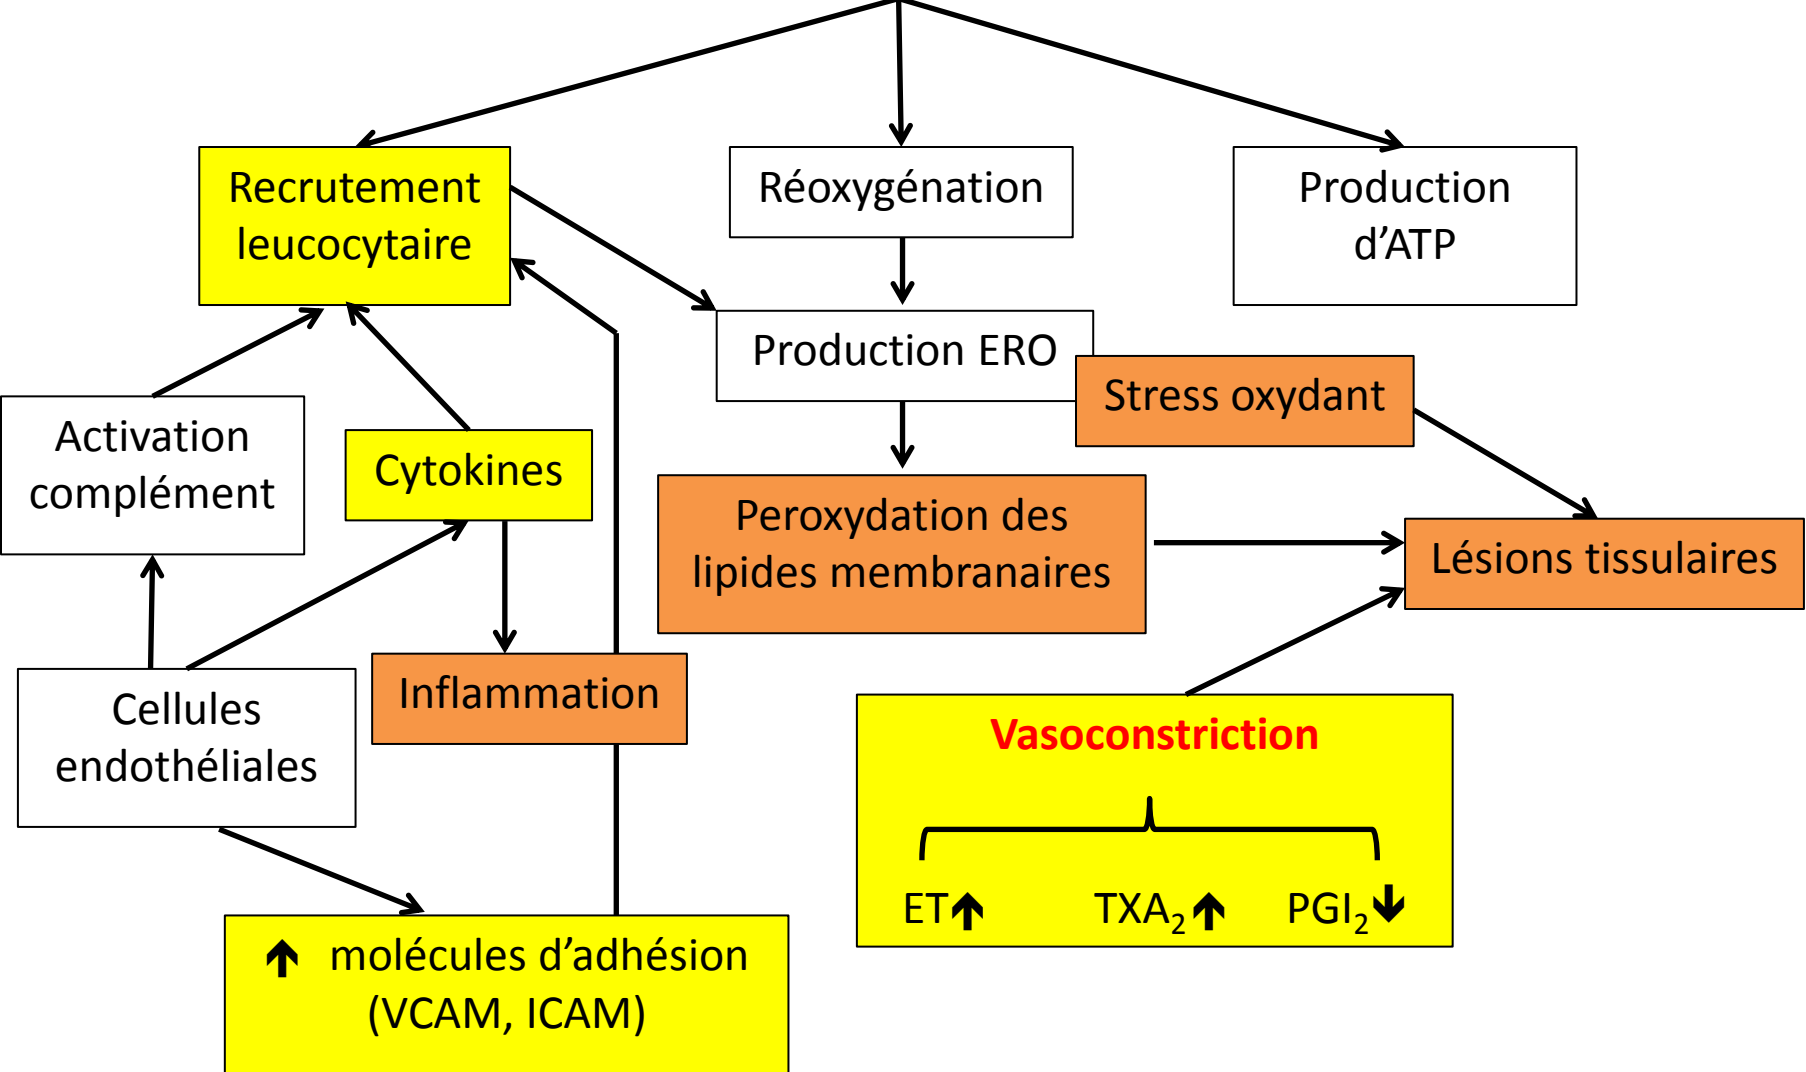 Recrutement
leucocytaire
Réoxygénation
Production
d’ATP
Production ERO
Stress oxydant
Activation
complément
Cytokines
Peroxydation des
lipides membranaires
Lésions tissulaires
Cellules
endothéliales
Inflammation
Vasoconstriction
ET🡹 TXA₂🡹 PGI₂🡻
🡹 molécules d’adhésion
(VCAM, ICAM)